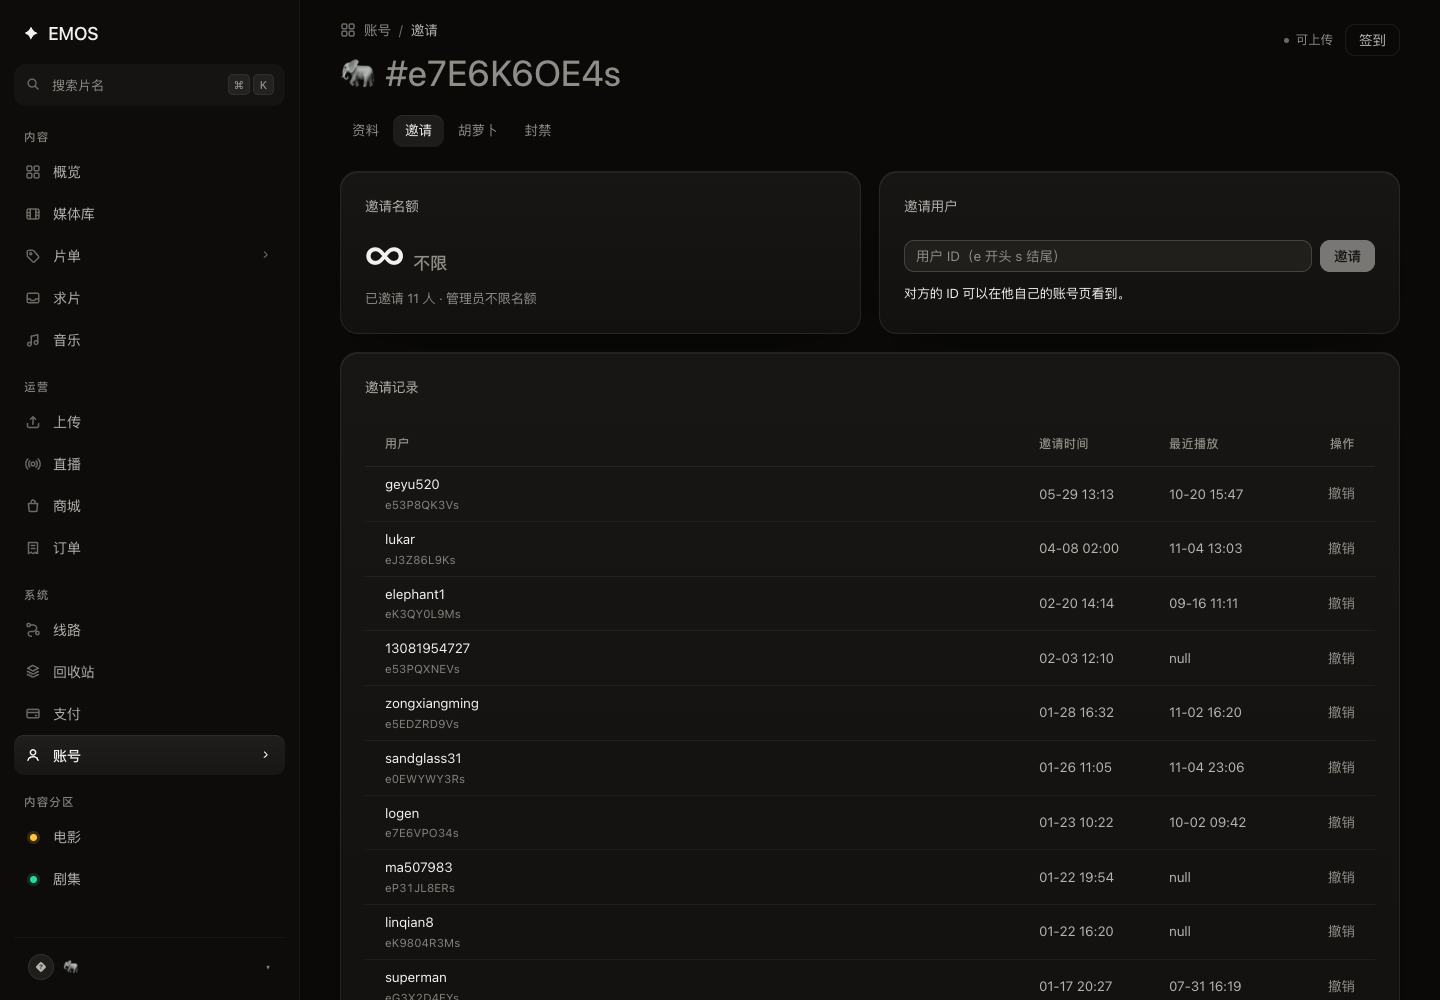 EMOS
搜索片名
⌘ K
内容
概览
媒体库
片单
求片
音乐
运营
上传
直播
商城
订单
系统
线路
回收站
支付
账号
内容分区
电影
剧集
账号 / 邀请
可上传 签到
#e7E6K6OE4s
资料 邀请 胡萝卜 封禁
邀请名额
∞ 不限
已邀请 11 人 · 管理员不限名额
邀请用户
用户 ID（e 开头 s 结尾） 邀请
对方的 ID 可以在他自己的账号页看到。
邀请记录
用户 邀请时间 最近播放 操作
geyu520
e53P8QK3Vs
05-29 13:13 10-20 15:47 撤销
lukar
eJ3Z86L9Ks
04-08 02:00 11-04 13:03 撤销
elephant1
eK3QY0L9Ms
02-20 14:14 09-16 11:11 撤销
13081954727
e53PQXNEVs
02-03 12:10 null 撤销
zongxiangming
e5EDZRD9Vs
01-28 16:32 11-02 16:20 撤销
sandglass31
e0EWYWY3Rs
01-26 11:05 11-04 23:06 撤销
logen
e7E6VPO34s
01-23 10:22 10-02 09:42 撤销
ma507983
eP31JL8ERs
01-22 19:54 null 撤销
linqian8
eK9804R3Ms
01-22 16:20 null 撤销
superman
01-17 20:27 07-31 16:19 撤销